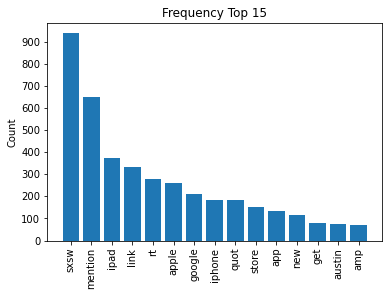 Frequency Top 15
Count
900
800
700
600
500
400
300
200
100
0
sxsw
mention
ipad
link
rt
apple
google
iphone
quot
store
app
new
get
austin
amp